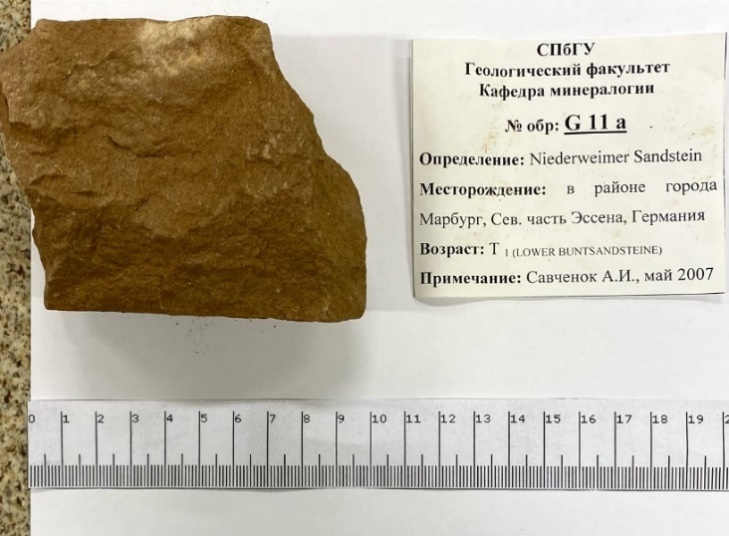 СПбГУ
Геологический факультет
Кафедра минералогии
№ обр: G 11 a
Определение: Niederweimer Sandstein
Месторождение: в районе города
Марбург, Сев. часть Эссена, Германия
Возраст: T 1 (LOWER BUNTSANDSTEINE)
Примечание: Савченок А.И., май 2007
0 1 2 3 4 5 6 7 8 9 10 11 12 13 14 15 16 17 18 19 2